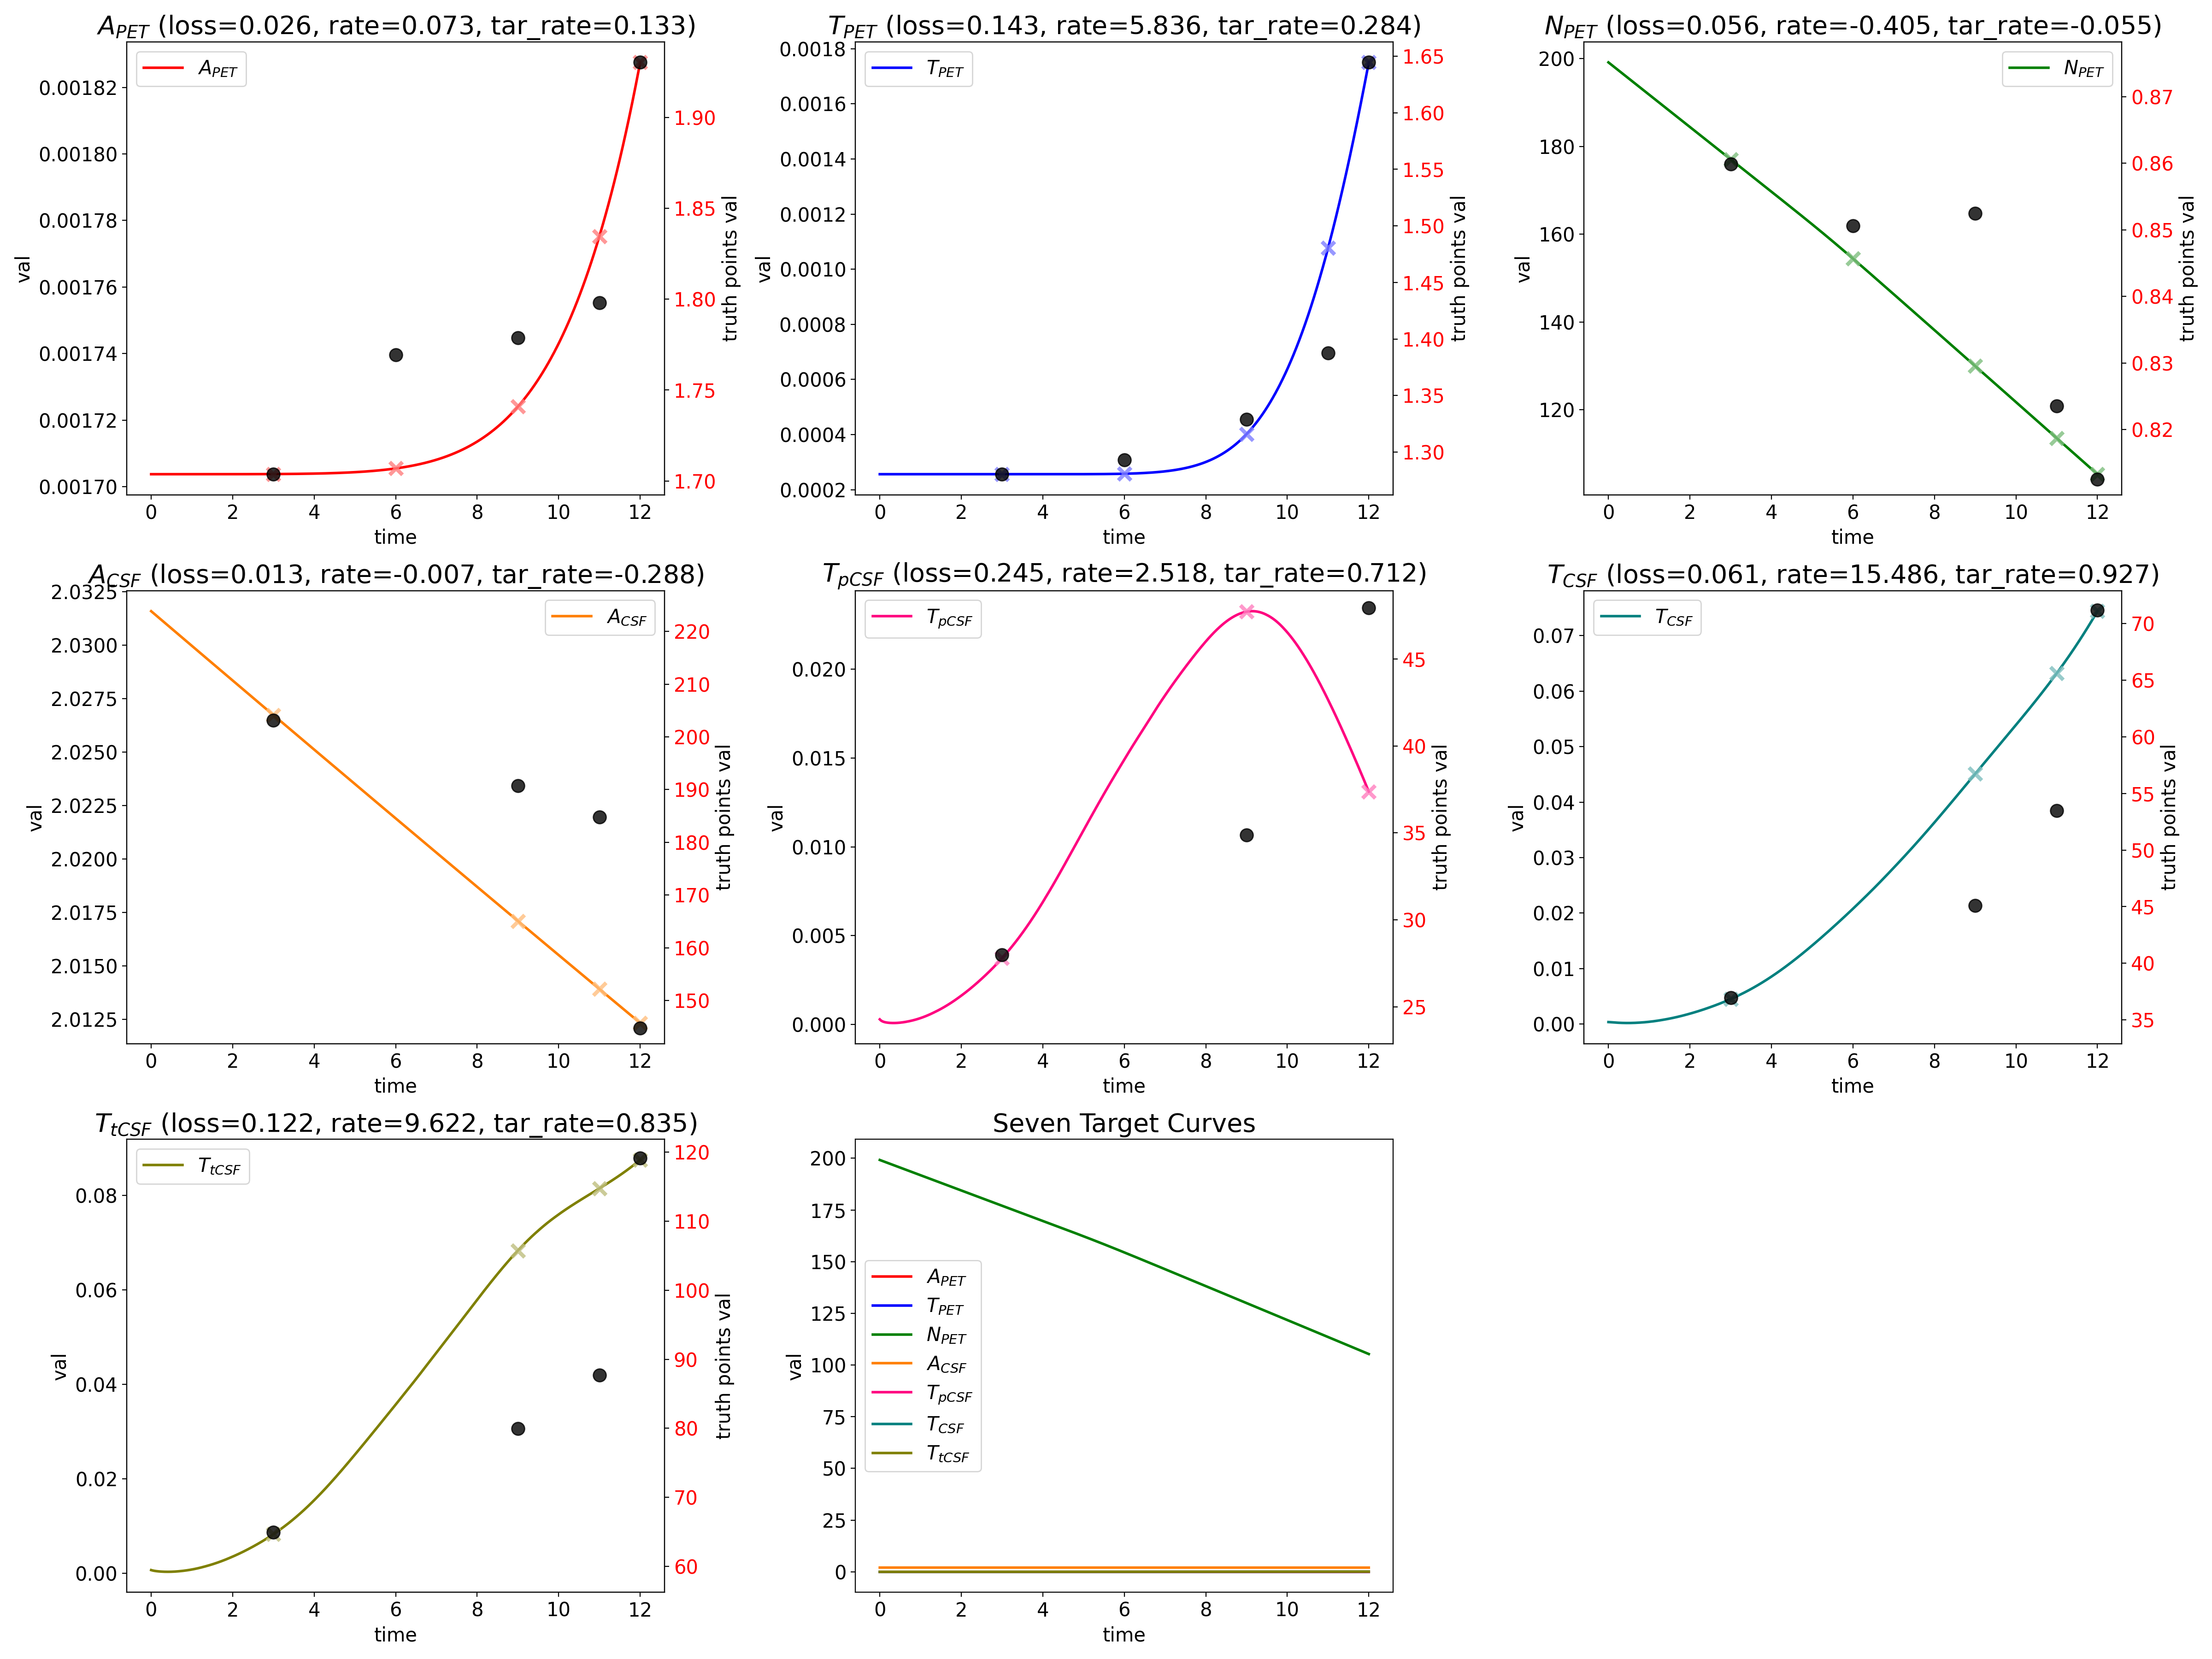 A_PET (loss=0.026, rate=0.073, tar_rate=0.133)
A_PET
val
0.00182
0.00180
0.00178
0.00176
0.00174
0.00172
0.00170
1.90
1.85
1.80
1.75
1.70
truth points val
0 2 4 6 8 10 12
time
T_PET (loss=0.143, rate=5.836, tar_rate=0.284)
T_PET
val
0.0018
0.0016
0.0014
0.0012
0.0010
0.0008
0.0006
0.0004
0.0002
1.65
1.60
1.55
1.50
1.45
1.40
1.35
1.30
truth points val
0 2 4 6 8 10 12
time
N_PET (loss=0.056, rate=-0.405, tar_rate=-0.055)
N_PET
val
200
180
160
140
120
0.87
0.86
0.85
0.84
0.83
0.82
truth points val
0 2 4 6 8 10 12
time
A_CSF (loss=0.013, rate=-0.007, tar_rate=-0.288)
A_CSF
val
2.0325
2.0300
2.0275
2.0250
2.0225
2.0200
2.0175
2.0150
2.0125
220
210
200
190
180
170
160
150
truth points val
0 2 4 6 8 10 12
time
T_pCSF (loss=0.245, rate=2.518, tar_rate=0.712)
T_pCSF
val
0.020
0.015
0.010
0.005
0.000
45
40
35
30
25
truth points val
0 2 4 6 8 10 12
time
T_CSF (loss=0.061, rate=15.486, tar_rate=0.927)
T_CSF
val
0.07
0.06
0.05
0.04
0.03
0.02
0.01
0.00
70
65
60
55
50
45
40
35
truth points val
0 2 4 6 8 10 12
time
T_tCSF (loss=0.122, rate=9.622, tar_rate=0.835)
T_tCSF
val
0.08
0.06
0.04
0.02
0.00
120
110
100
90
80
70
60
truth points val
0 2 4 6 8 10 12
time
Seven Target Curves
val
200
175
150
125
100
75
50
25
0
A_PET
T_PET
N_PET
A_CSF
T_pCSF
T_CSF
T_tCSF
0 2 4 6 8 10 12
time